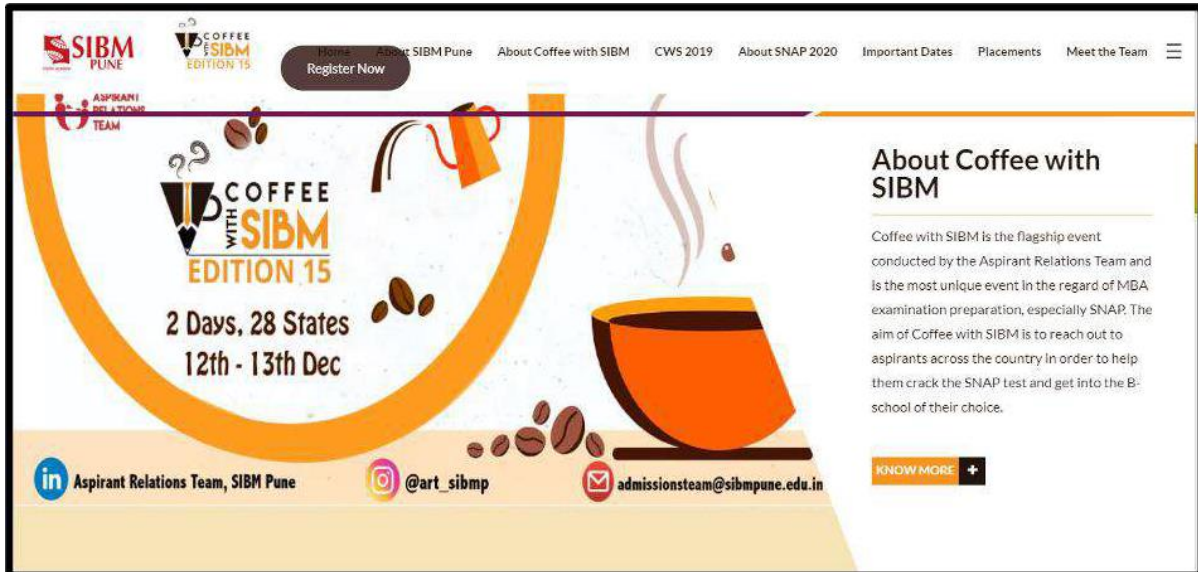 SIBM
PUNE
COFFEE
WITH
SIBM
EDITION 15
Home About SIBM Pune About Coffee with SIBM CWS 2019 About SNAP 2020 Important Dates Placements Meet the Team
Register Now
ASPIRANT
RELATIONS
TEAM
COFFEE
WITH
SIBM
EDITION 15
2 Days, 28 States
12th - 13th Dec
in Aspirant Relations Team, SIBM Pune
@art_sibmp
admissionsteam@sibmpune.edu.in
About Coffee with
SIBM
Coffee with SIBM is the flagship event
conducted by the Aspirant Relations Team and
is the most unique event in the regard of MBA
examination preparation, especially SNAP. The
aim of Coffee with SIBM is to reach out to
aspirants across the country in order to help
them crack the SNAP test and get into the B-
school of their choice.
KNOW MORE +